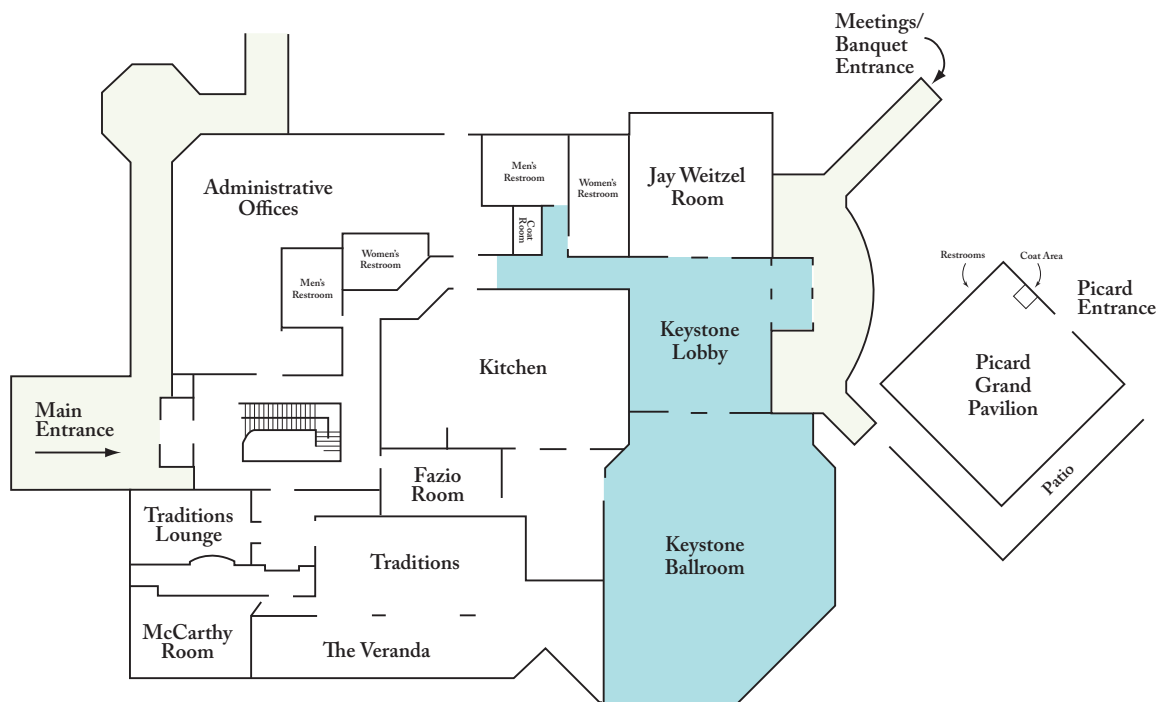 Meetings/
Banquet
Entrance
Men's
Restroom
Women's
Restroom
Jay Weitzel
Room
Administrative
Offices
Coat
Room
Women's
Restroom
Men's
Restroom
Restrooms
Coat Area
Picard
Entrance
Keystone
Lobby
Kitchen
Picard
Grand
Pavilion
Main
Entrance
Fazio
Room
Patio
Traditions
Lounge
Traditions
Keystone
Ballroom
McCarthy
Room
The Veranda